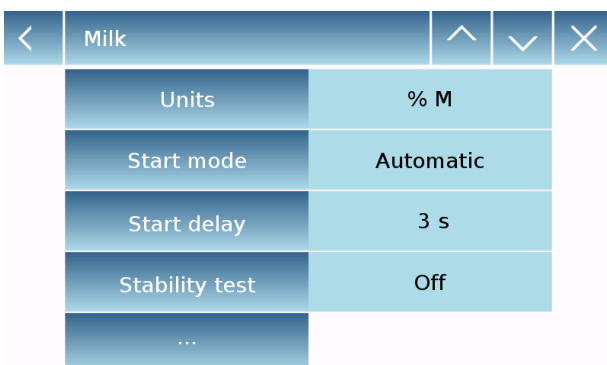 Milk
Units % M
Start mode Automatic
Start delay 3 s
Stability test Off
...